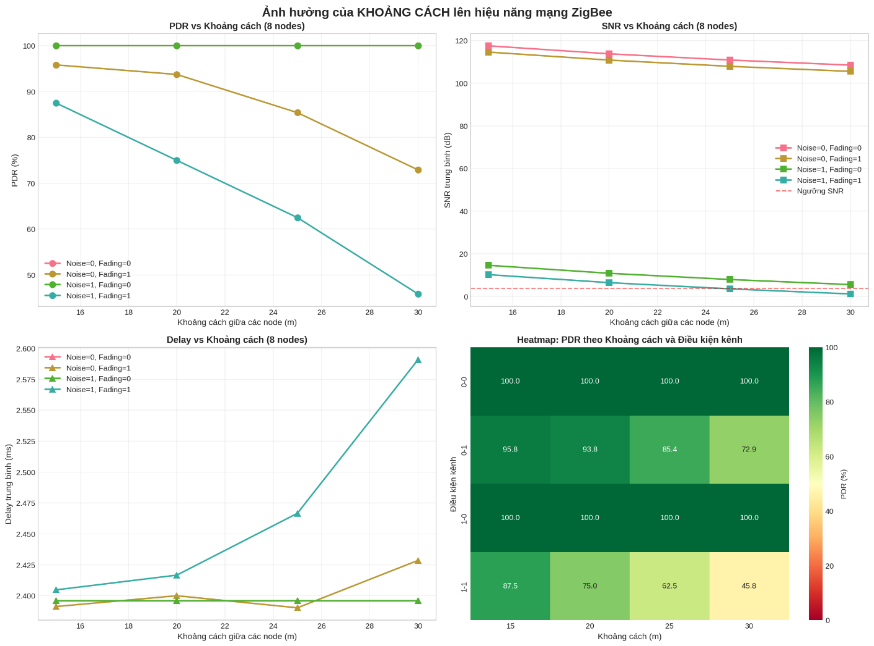 Ảnh hưởng của KHOẢNG CÁCH lên hiệu năng mạng ZigBee
PDR vs Khoảng cách (8 nodes)
PDR (%)
100
90
80
70
60
50
Noise=0, Fading=0
Noise=0, Fading=1
Noise=1, Fading=0
Noise=1, Fading=1
16 18 20 22 24 26 28 30
Khoảng cách giữa các node (m)
SNR vs Khoảng cách (8 nodes)
SNR trung bình (dB)
120
100
80
60
40
20
0
Noise=0, Fading=0
Noise=0, Fading=1
Noise=1, Fading=0
Noise=1, Fading=1
Ngưỡng SNR
16 18 20 22 24 26 28 30
Khoảng cách giữa các node (m)
Delay vs Khoảng cách (8 nodes)
Delay trung bình (ms)
2.600
2.575
2.550
2.525
2.500
2.475
2.450
2.425
2.400
Noise=0, Fading=0
Noise=0, Fading=1
Noise=1, Fading=0
Noise=1, Fading=1
16 18 20 22 24 26 28 30
Khoảng cách giữa các node (m)
Heatmap: PDR theo Khoảng cách và Điều kiện kênh
Điều kiện kênh
0-0 100.0 100.0 100.0 100.0
0-1 95.8 93.8 85.4 72.9
1-0 100.0 100.0 100.0 100.0
1-1 87.5 75.0 62.5 45.8
15 20 25 30
Khoảng cách (m)
100
80
60
40
20
0
PDR (%)